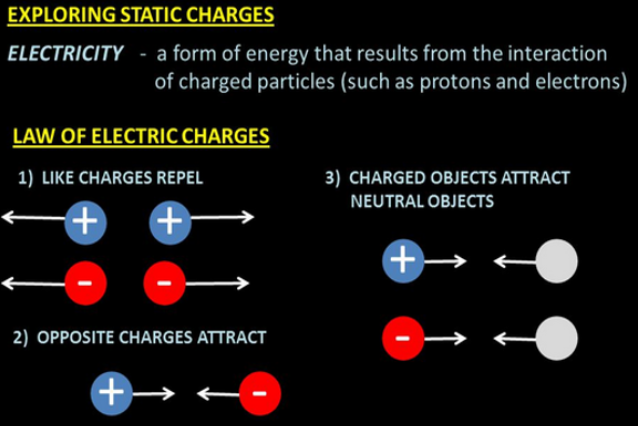 EXPLORING STATIC CHARGES
ELECTRICITY - a form of energy that results from the interaction
of charged particles (such as protons and electrons)
LAW OF ELECTRIC CHARGES
1) LIKE CHARGES REPEL
+ +
- -
2) OPPOSITE CHARGES ATTRACT
+ -
3) CHARGED OBJECTS ATTRACT
NEUTRAL OBJECTS
+
-